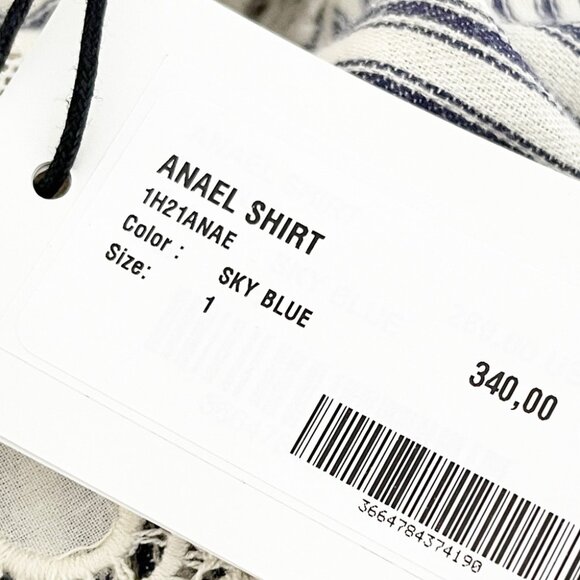 ANAEL SHIRT
1H21ANAE
Color : SKY BLUE
Size: 1
340,00
3664784374190